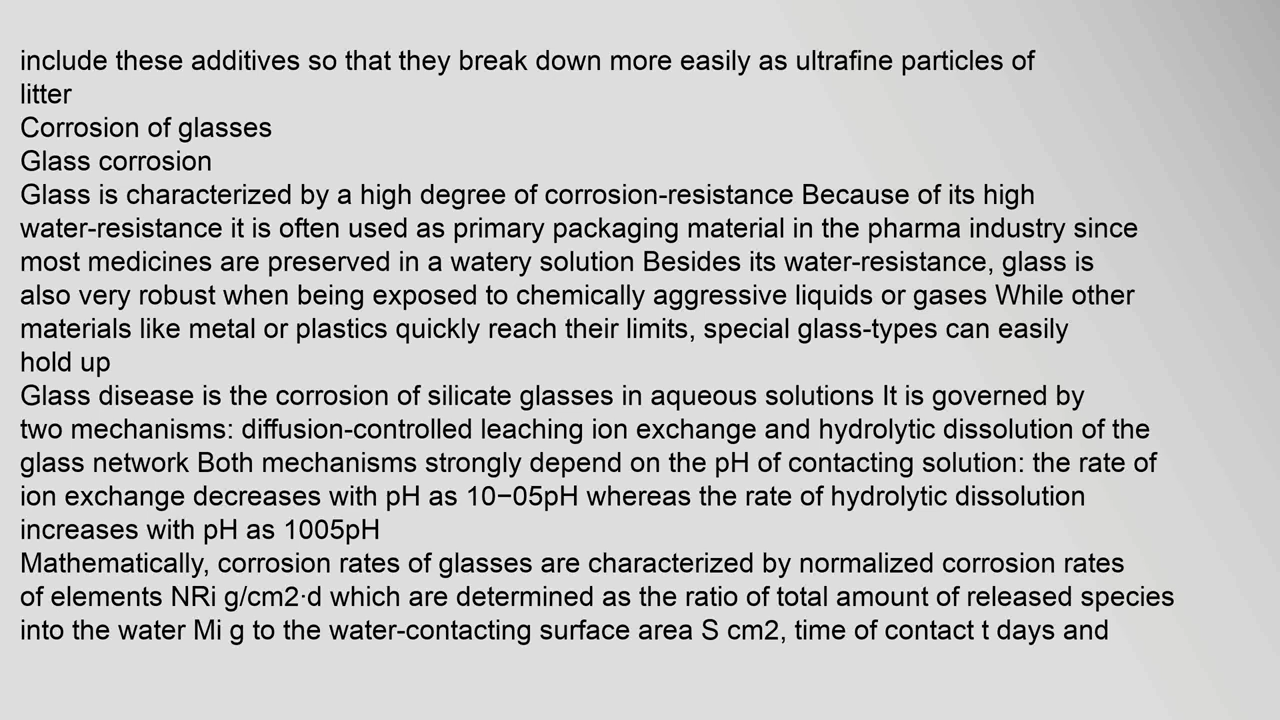 include these additives so that they break down more easily as ultrafine particles of
litter
Corrosion of glasses
Glass corrosion
Glass is characterized by a high degree of corrosion-resistance Because of its high
water-resistance it is often used as primary packaging material in the pharma industry since
most medicines are preserved in a watery solution Besides its water-resistance, glass is
also very robust when being exposed to chemically aggressive liquids or gases While other
materials like metal or plastics quickly reach their limits, special glass-types can easily
hold up
Glass disease is the corrosion of silicate glasses in aqueous solutions It is governed by
two mechanisms: diffusion-controlled leaching ion exchange and hydrolytic dissolution of the
glass network Both mechanisms strongly depend on the pH of contacting solution: the rate of
ion exchange decreases with pH as 10−05pH whereas the rate of hydrolytic dissolution
increases with pH as 1005pH
Mathematically, corrosion rates of glasses are characterized by normalized corrosion rates
of elements NRi g/cm2·d which are determined as the ratio of total amount of released species
into the water Mi g to the water-contacting surface area S cm2, time of contact t days and